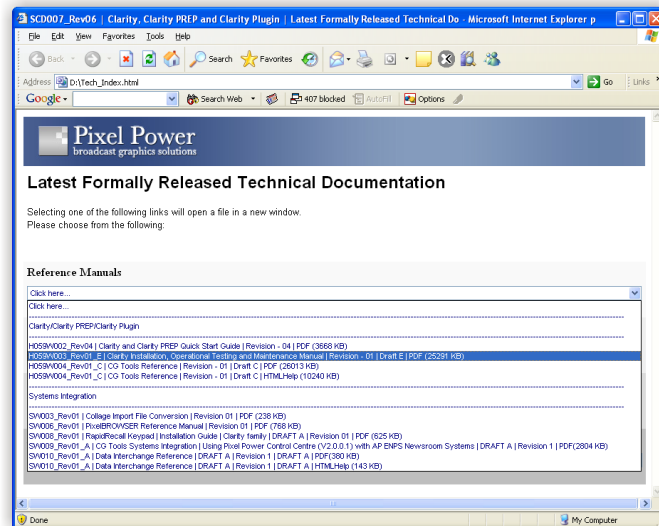 SCD007_Rev06 | Clarity, Clarity PREP and Clarity Plugin | Latest Formally Released Technical Do - Microsoft Internet Explorer p
File Edit View Favorites Tools Help
Back Search Favorites
Address D:\Tech_Index.html Go Links
Google Search Web 407 blocked AutoFill Options
Pixel Power
broadcast graphics solutions
Latest Formally Released Technical Documentation
Selecting one of the following links will open a file in a new window.
Please choose from the following:
Reference Manuals
Click here...
Click here...
Clarity/Clarity PREP/Clarity Plugin
H059W002_Rev04 | Clarity and Clarity PREP Quick Start Guide | Revision - 04 | PDF (3668 KB)
H059W003_Rev01_E | Clarity Installation, Operational Testing and Maintenance Manual | Revision - 01 | Draft E | PDF (25291 KB)
H059W004_Rev01_C | CG Tools Reference | Revision - 01 | Draft C | PDF (26013 KB)
H059W004_Rev01_C | CG Tools Reference | Revision - 01 | Draft C | HTMLHelp (10240 KB)
Systems Integration
SW003_Rev01 | Collage Import File Conversion | Revision 01 | PDF (238 KB)
SW006_Rev01 | PixelBROWSER Reference Manual | Revision 01 | PDF (768 KB)
SW008_Rev01 | RapidRecall Keypad | Installation Guide | Clarity family | DRAFT A | Revision 01 | PDF (625 KB)
SW009_Rev01_A | CG Tools Systems Integration | Using Pixel Power Control Centre (V2.0.0.1) with AP ENPS Newsroom Systems | DRAFT A | Revision 1 | PDF(2804 KB)
SW010_Rev01_A | Data Interchange Reference | DRAFT A | Revision 1 | DRAFT A | PDF(380 KB)
SW010_Rev01_A | Data Interchange Reference | DRAFT A | Revision 1 | DRAFT A | HTMLHelp (143 KB)
Done My Computer